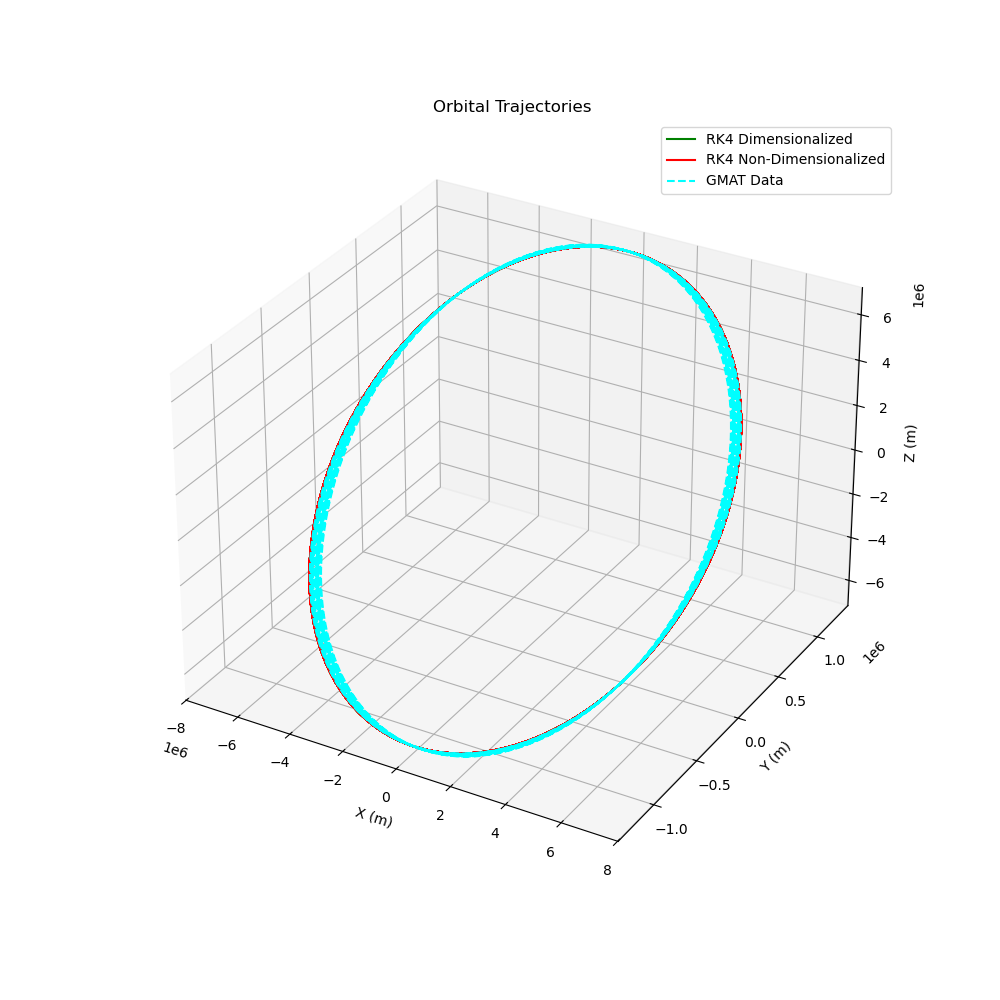 Orbital Trajectories
RK4 Dimensionalized
RK4 Non-Dimensionalized
GMAT Data
1e6
6
4
2
0
−2
−4
−6
Z (m)
1e6
1.0
0.5
0.0
−0.5
−1.0
Y (m)
−8
−6
−4
−2
0
2
4
6
8
1e6
X (m)